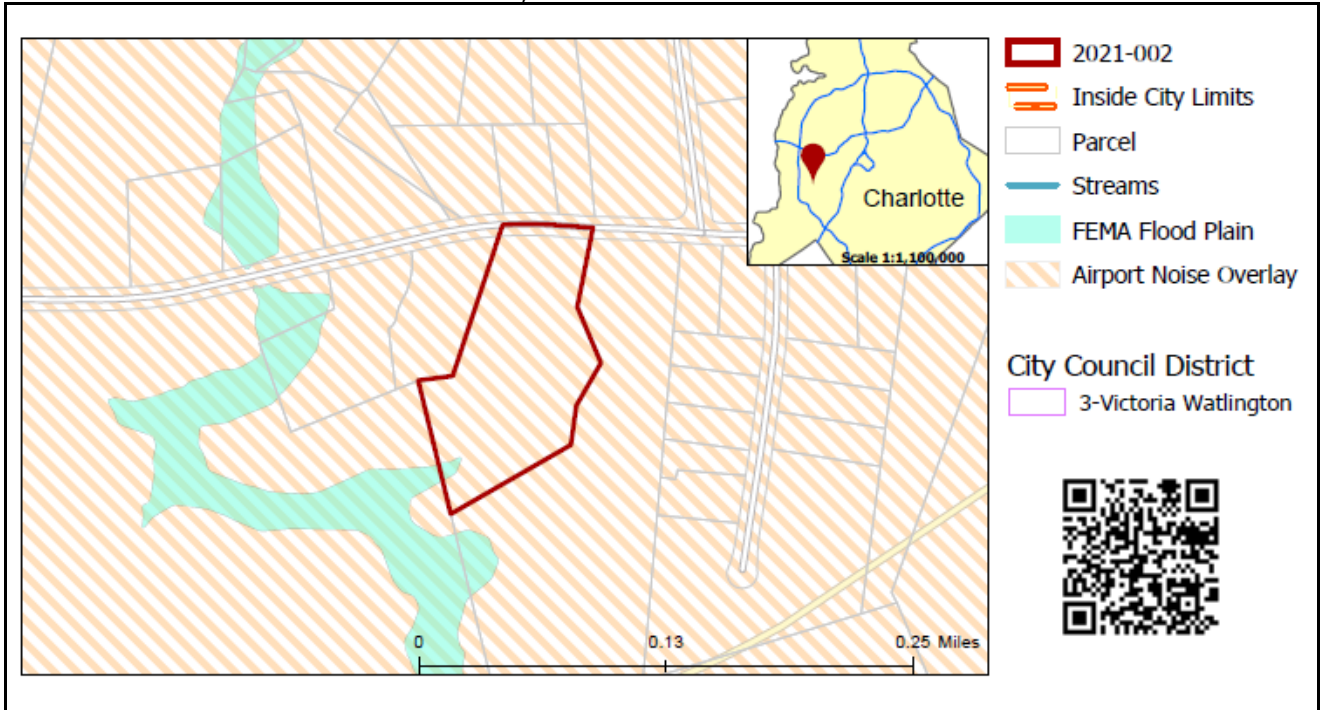 Charlotte
Scale 1:1,100,000
0
0.13
0.25 Miles
2021-002
Inside City Limits
Parcel
Streams
FEMA Flood Plain
Airport Noise Overlay
City Council District
3-Victoria Watlington